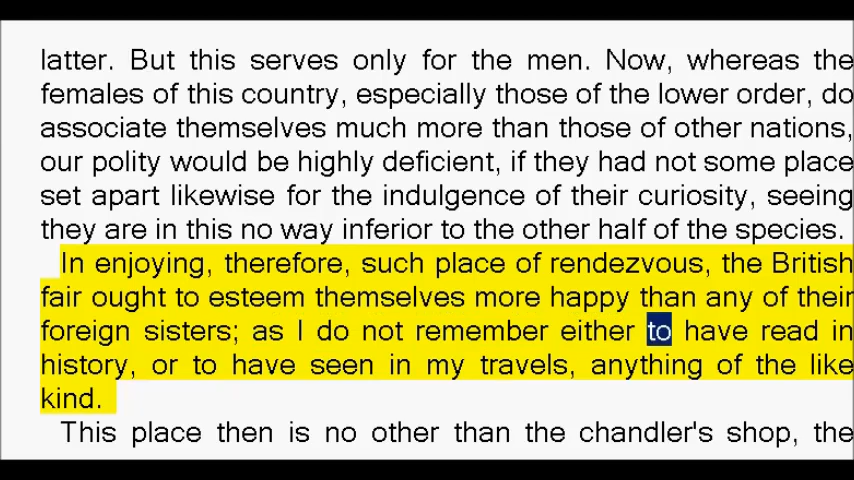 latter. But this serves only for the men. Now, whereas the
females of this country, especially those of the lower order, do
associate themselves much more than those of other nations,
our polity would be highly deficient, if they had not some place
set apart likewise for the indulgence of their curiosity, seeing
they are in this no way inferior to the other half of the species.
In enjoying, therefore, such place of rendezvous, the British
fair ought to esteem themselves more happy than any of their
foreign sisters; as I do not remember either to have read in
history, or to have seen in my travels, anything of the like
kind.
This place then is no other than the chandler's shop, the